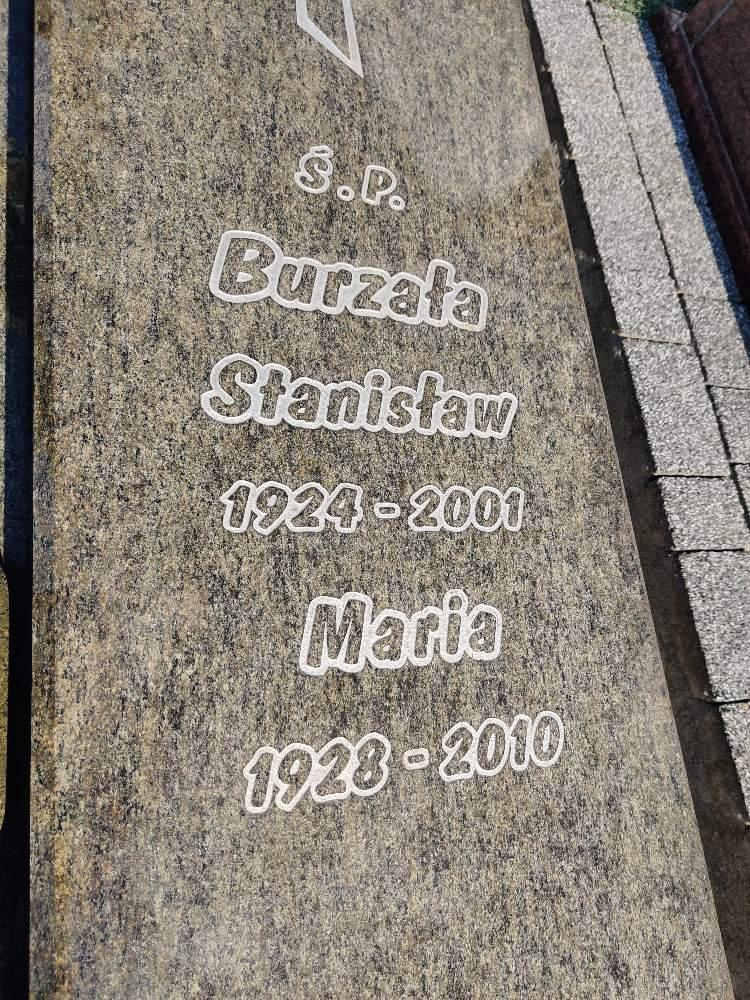 Ś.P.
Burzała
Stanisław
1924 - 2001
Maria
1928 - 2010